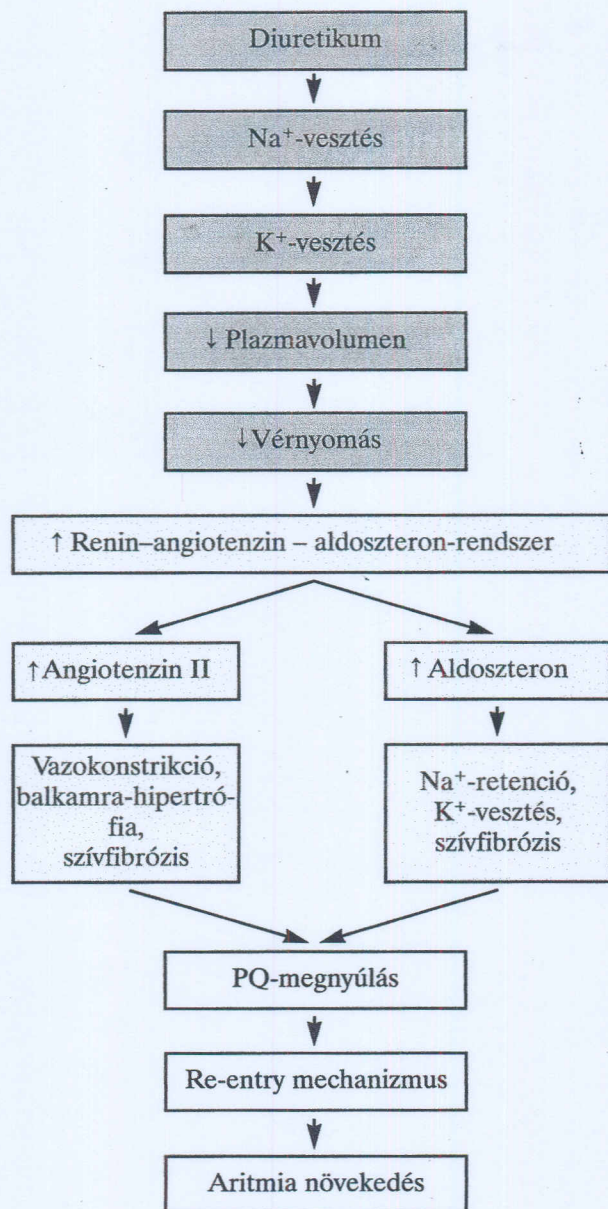 Diuretikum
Na⁺-vesztés
K⁺-vesztés
↓ Plazmavolumen
↓Vérnyomás
↑ Renin–angiotenzin – aldoszteron-rendszer
↑Angiotenzin II
↑ Aldoszteron
Vazokonstrikció,
balkamra-hipertró-
fia,
szívfibrózis
Na⁺-retenció,
K⁺-vesztés,
szívfibrózis
PQ-megnyúlás
Re-entry mechanizmus
Aritmia növekedés